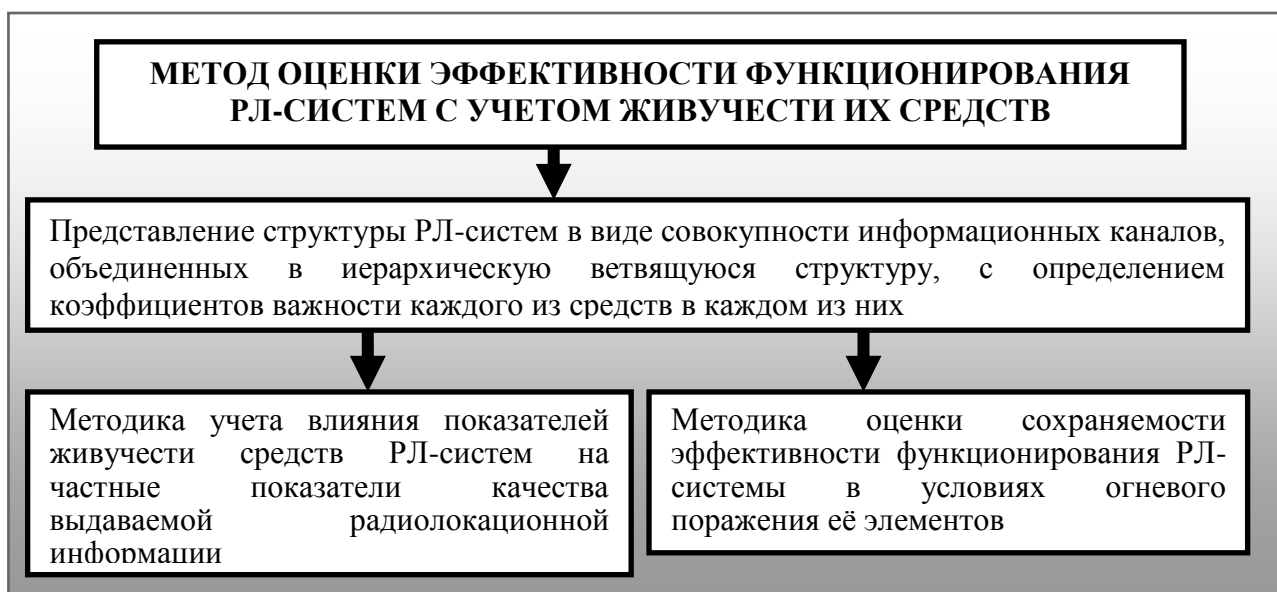 МЕТОД ОЦЕНКИ ЭФФЕКТИВНОСТИ ФУНКЦИОНИРОВАНИЯ
РЛ-СИСТЕМ С УЧЕТОМ ЖИВУЧЕСТИ ИХ СРЕДСТВ
Представление структуры РЛ-систем в виде совокупности информационных каналов,
объединенных в иерархическую ветвящуюся структуру, с определением
коэффициентов важности каждого из средств в каждом из них
Методика учета влияния показателей
живучести средств РЛ-систем на
частные показатели качества
выдаваемой радиолокационной
информации
Методика оценки сохраняемости
эффективности функционирования РЛ-
системы в условиях огневого
поражения её элементов